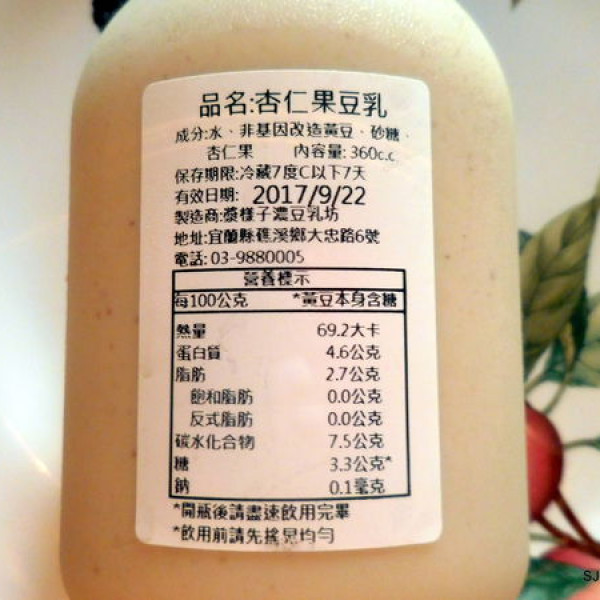 品名:杏仁果豆乳
成分:水、非基因改造黃豆、砂糖、
杏仁果 內容量:360c.c
保存期限:冷藏7度C以下7天
有效日期: 2017/9/22
製造商:漿樣子濃豆乳坊
地址:宜蘭縣礁溪鄉大忠路6號
電話:03-9880005
營養標示
每100公克 *黃豆本身含糖
熱量 69.2大卡
蛋白質 4.6公克
脂肪 2.7公克
飽和脂肪 0.0公克
反式脂肪 0.0公克
碳水化合物 7.5公克
糖 3.3公克*
鈉 0.1毫克
*開瓶後請盡速飲用完畢
*飲用前請先搖晃均勻
SJ